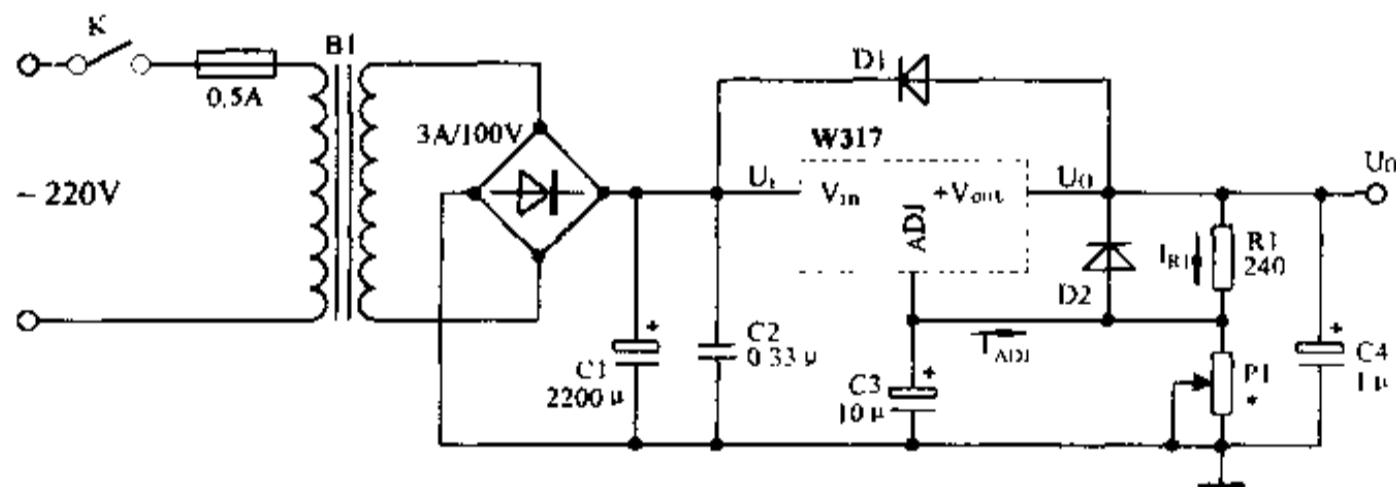 K
B1
0.5A
~220V
3A/100V
D1
W317
UI
Vin
+Vout
ADJ
U0
U0
IR1
R1
240
D2
IADJ
C1
2200μ
C2
0.33μ
C3
10μ
P1
*
C4
1μ
+
+
+